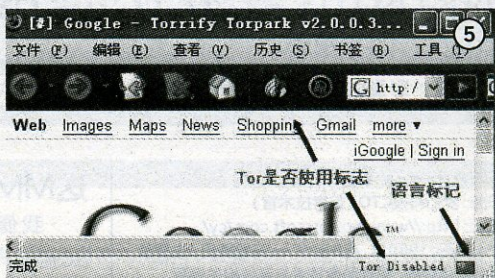 [#] Google - Torrify Torpark v2.0.0.3...
⑤
文件 (F) 编辑 (E) 查看 (V) 历史 (S) 书签 (B) 工具 (T)
G http:/
Web Images Maps News Shopping Gmail more ▼
iGoogle | Sign in
Tor是否使用标志 语言标记
Google™
完成 Tor Disabled